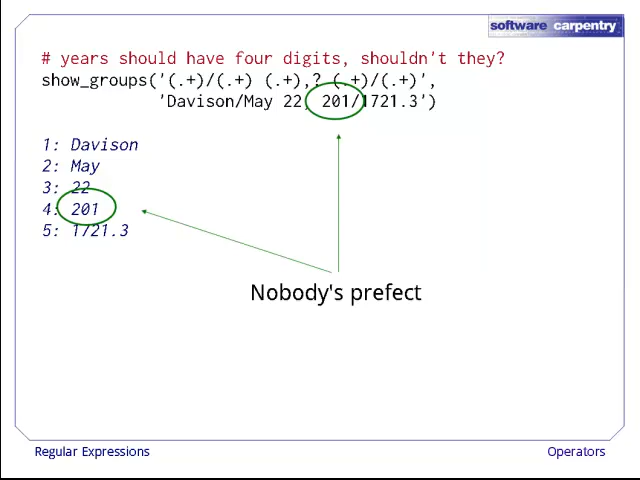 software carpentry
# years should have four digits, shouldn't they?
show_groups('(.+)/(.+) (.+),? (.+)/(.+)',
'Davison/May 22, 201/1721.3')
1: Davison
2: May
3: 22
4: 201
5: 1721.3
Nobody's prefect
Regular Expressions
Operators